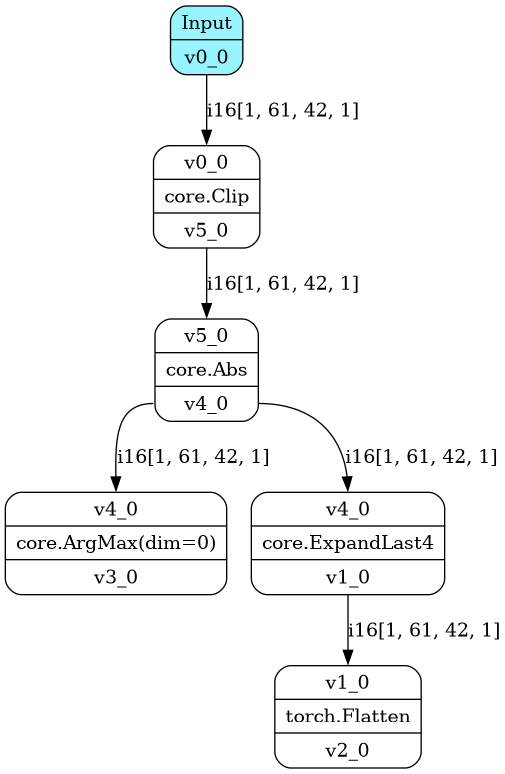 Input
v0_0
i16[1, 61, 42, 1]
v0_0
core.Clip
v5_0
i16[1, 61, 42, 1]
v5_0
core.Abs
v4_0
i16[1, 61, 42, 1]
i16[1, 61, 42, 1]
v4_0
core.ArgMax(dim=0)
v3_0
v4_0
core.ExpandLast4
v1_0
i16[1, 61, 42, 1]
v1_0
torch.Flatten
v2_0